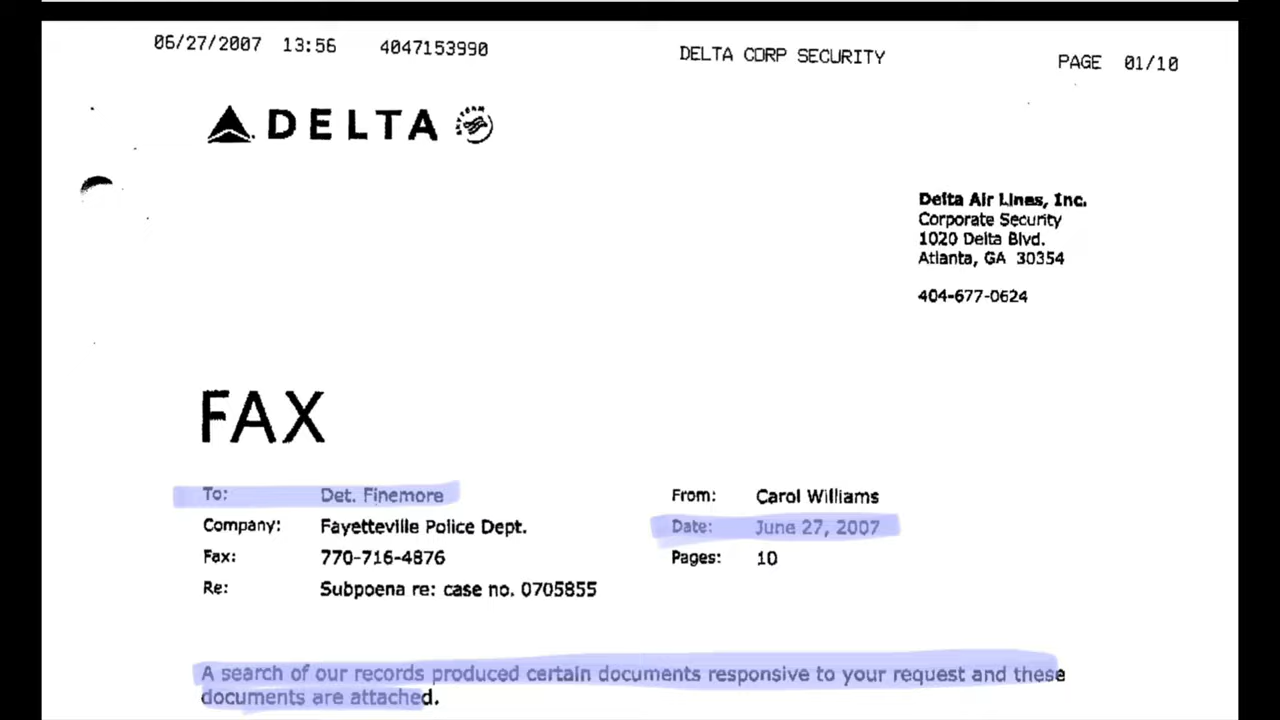 06/27/2007 13:56 4047153990 DELTA CORP SECURITY PAGE 01/10
DELTA
Delta Air Lines, Inc.
Corporate Security
1020 Delta Blvd.
Atlanta, GA 30354
404-677-0624
FAX
To: Det. Finemore From: Carol Williams
Company: Fayetteville Police Dept. Date: June 27, 2007
Fax: 770-716-4876 Pages: 10
Re: Subpoena re: case no. 0705855
A search of our records produced certain documents responsive to your request and these
documents are attached.